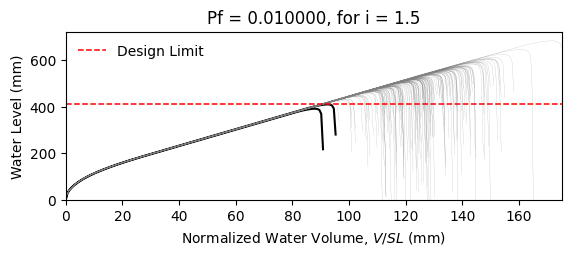 Pf = 0.010000, for i = 1.5
Design Limit
Water Level (mm)
600
400
200
0
0 20 40 60 80 100 120 140 160
Normalized Water Volume, V/SL (mm)